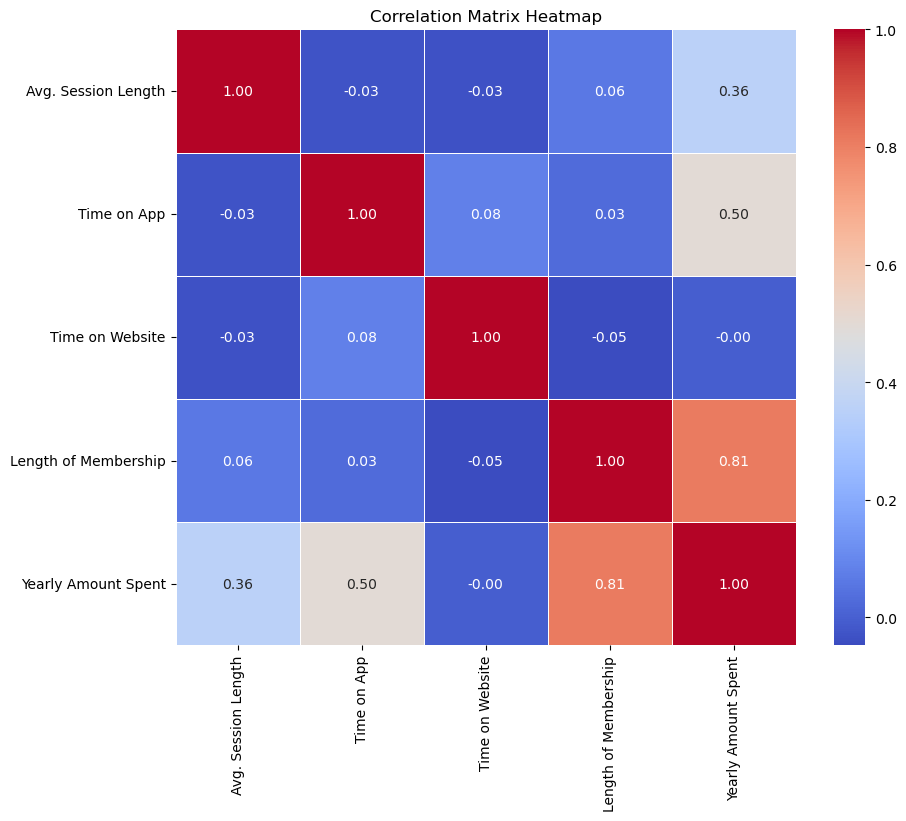 Correlation Matrix Heatmap
Avg. Session Length 1.00 -0.03 -0.03 0.06 0.36
Time on App -0.03 1.00 0.08 0.03 0.50
Time on Website -0.03 0.08 1.00 -0.05 -0.00
Length of Membership 0.06 0.03 -0.05 1.00 0.81
Yearly Amount Spent 0.36 0.50 -0.00 0.81 1.00
Avg. Session Length
Time on App
Time on Website
Length of Membership
Yearly Amount Spent
1.0
0.8
0.6
0.4
0.2
0.0